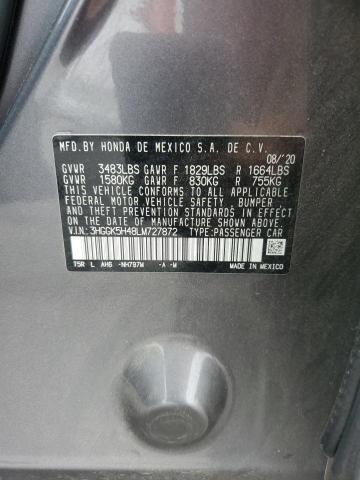 MFD.BY HONDA DE MEXICO S.A. DE C.V.
08/'20
GVWR 3483LBS GAWR F 1829LBS R 1664LBS
GVWR 1580KG GAWR F 830KG R 755KG
THIS VEHICLE CONFORMS TO ALL APPLICABLE
FEDERAL MOTOR VEHICLE SAFETY, BUMPER
AND THEFT PREVENTION STANDARDS IN EFFECT
ON THE DATE OF MANUFACTURE SHOWN ABOVE.
V.I.N.: 3HGGK5H48LM727872 TYPE:PASSENGER CAR
T5R L AH6 -NH797M -A -M MADE IN MEXICO